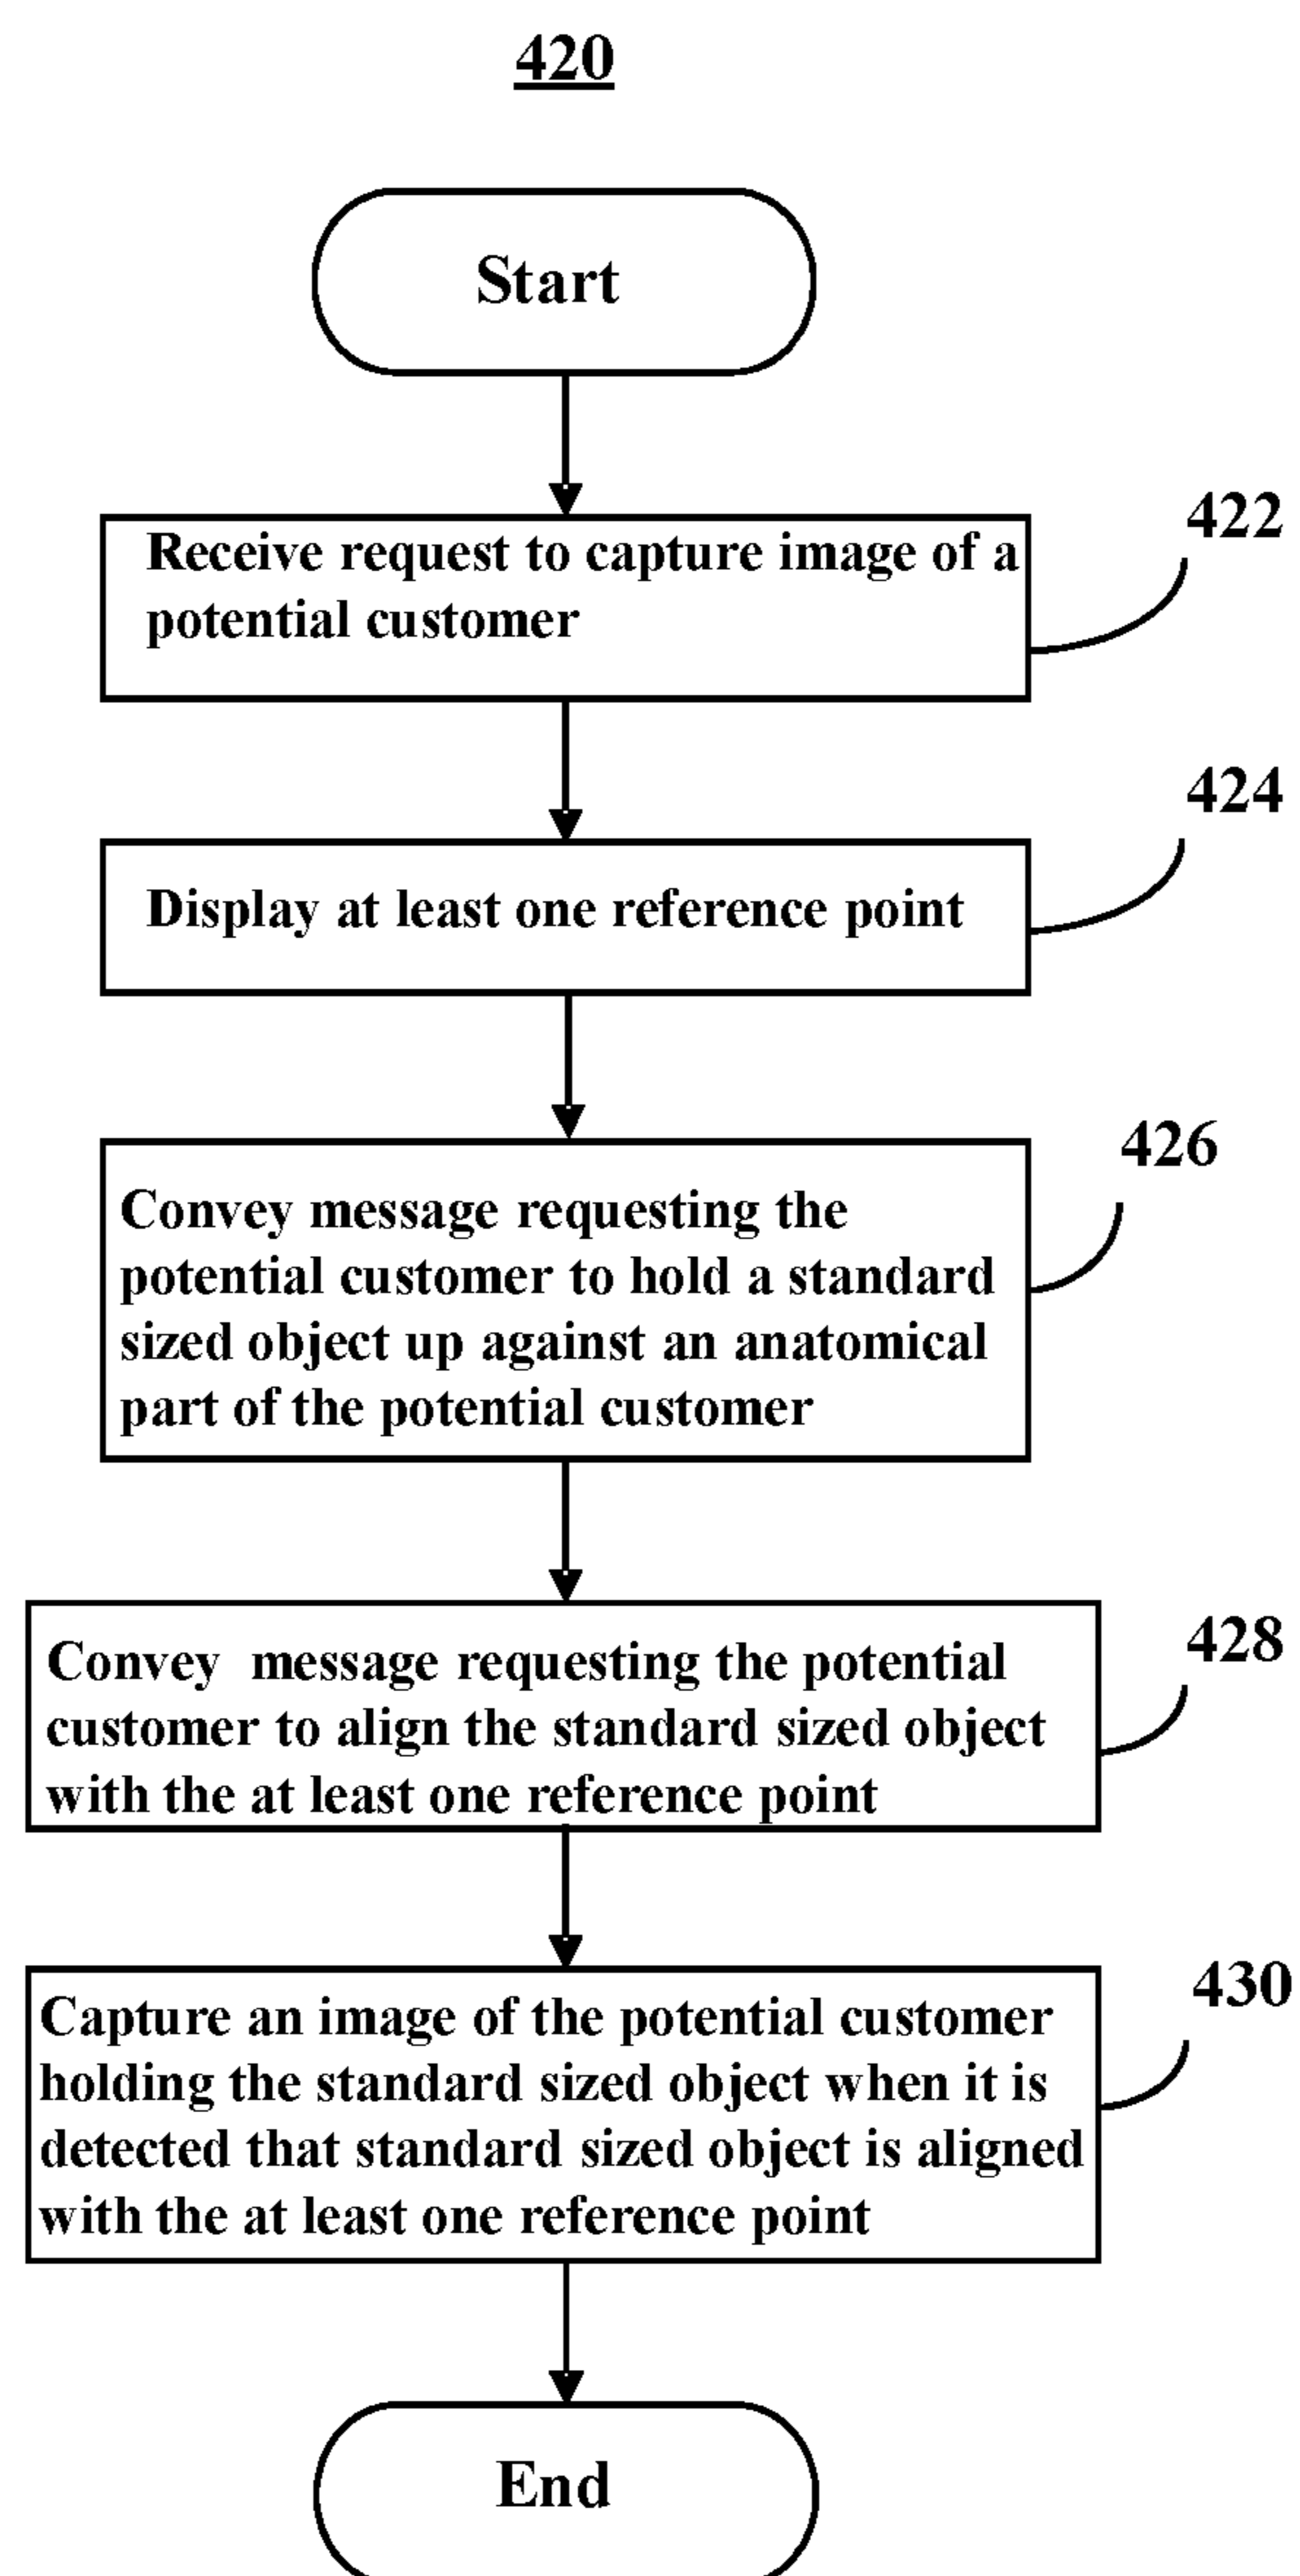 420
Start
Receive request to capture image of a
potential customer
422
Display at least one reference point
424
Convey message requesting the
potential customer to hold a standard
sized object up against an anatomical
part of the potential customer
426
Convey message requesting the potential
customer to align the standard sized object
with the at least one reference point
428
Capture an image of the potential customer
holding the standard sized object when it is
detected that standard sized object is aligned
with the at least one reference point
430
End